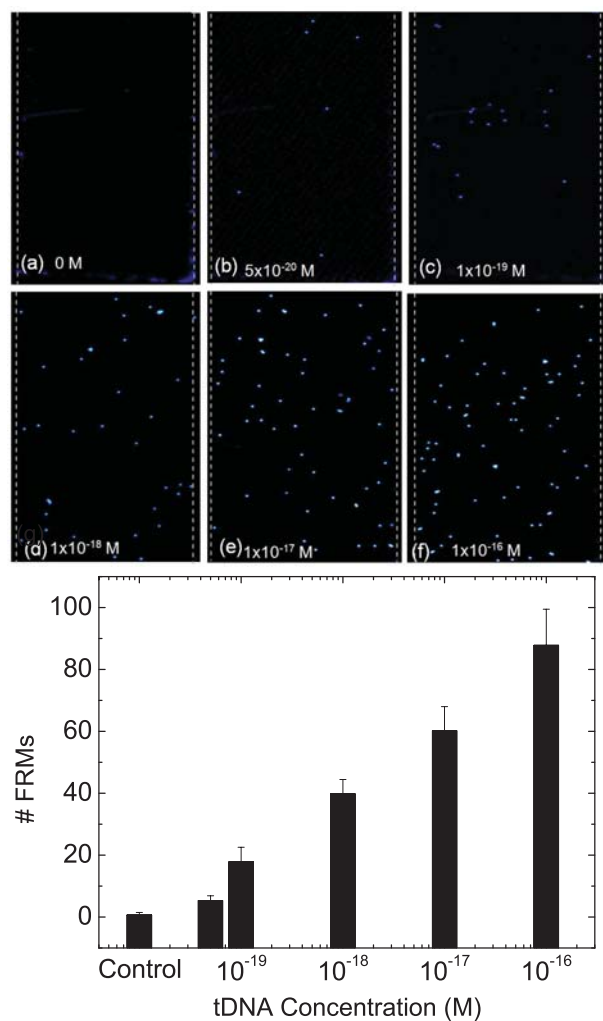 (a) 0 M
(b) 5x10⁻²⁰ M
(c) 1x10⁻¹⁹ M
(g)
(d) 1x10⁻¹⁸ M
(e) 1x10⁻¹⁷ M
(f) 1x10⁻¹⁶ M
100
80
60
40
20
0
# FRMs
Control 10⁻¹⁹ 10⁻¹⁸ 10⁻¹⁷ 10⁻¹⁶
tDNA Concentration (M)